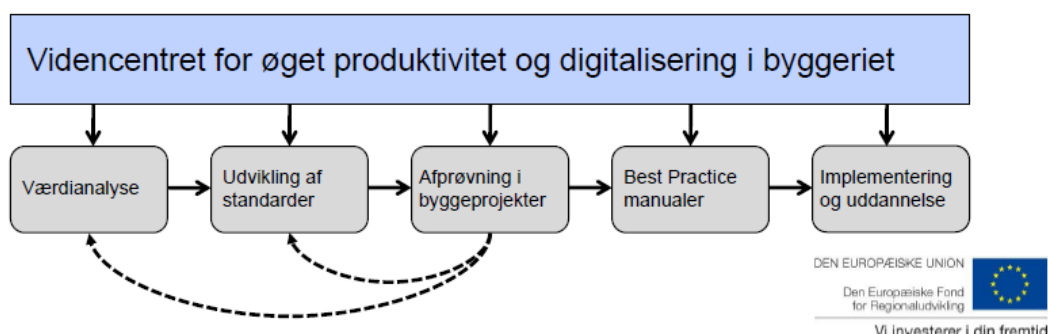 Videncentret for øget produktivitet og digitalisering i byggeriet
Værdianalyse
Udvikling af
standarder
Afprøvning i
byggeprojekter
Best Practice
manualer
Implementering
og uddannelse
DEN EUROPÆISKE UNION
Den Europæiske Fond
for Regionaludvikling
Vi investerer i din fremtid